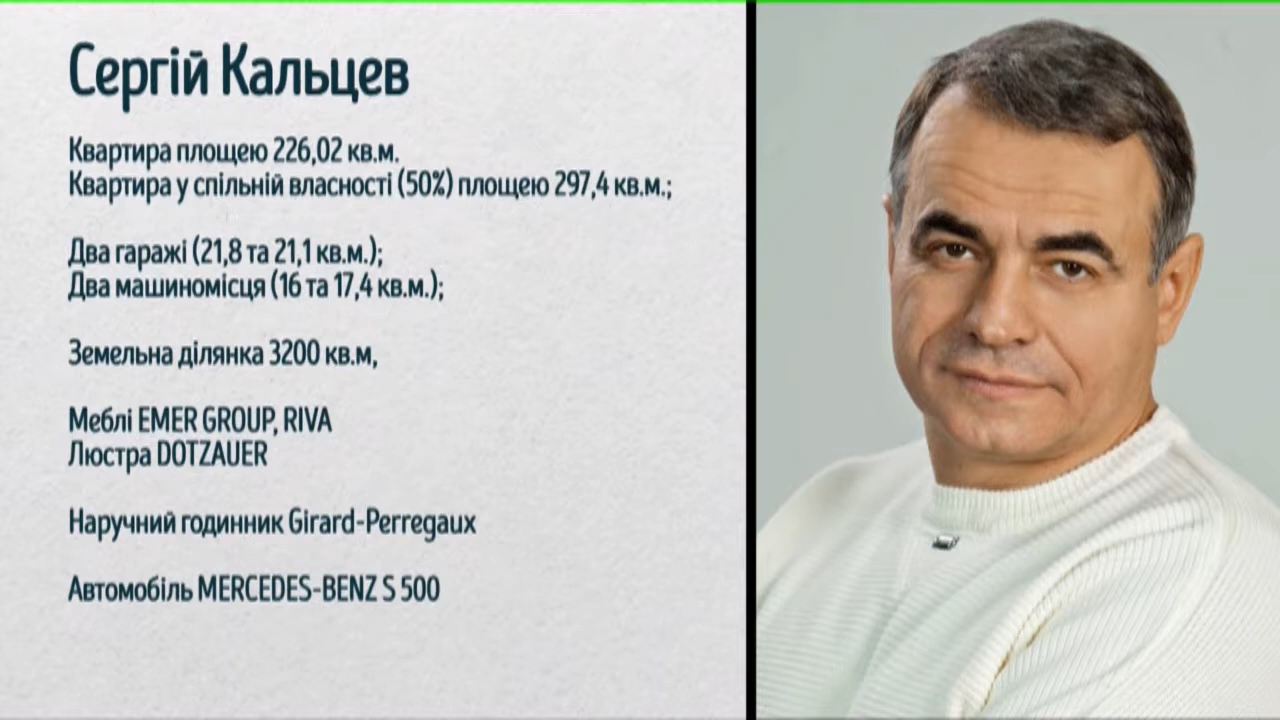 Сергій Кальцев
Квартира площею 226,02 кв.м.
Квартира у спільній власності (50%) площею 297,4 кв.м.;
Два гаражі (21,8 та 21,1 кв.м.);
Два машиномісця (16 та 17,4 кв.м.);
Земельна ділянка 3200 кв.м,
Меблі EMER GROUP, RIVA
Люстра DOTZAUER
Наручний годинник Girard-Perregaux
Автомобіль MERCEDES-BENZ S 500